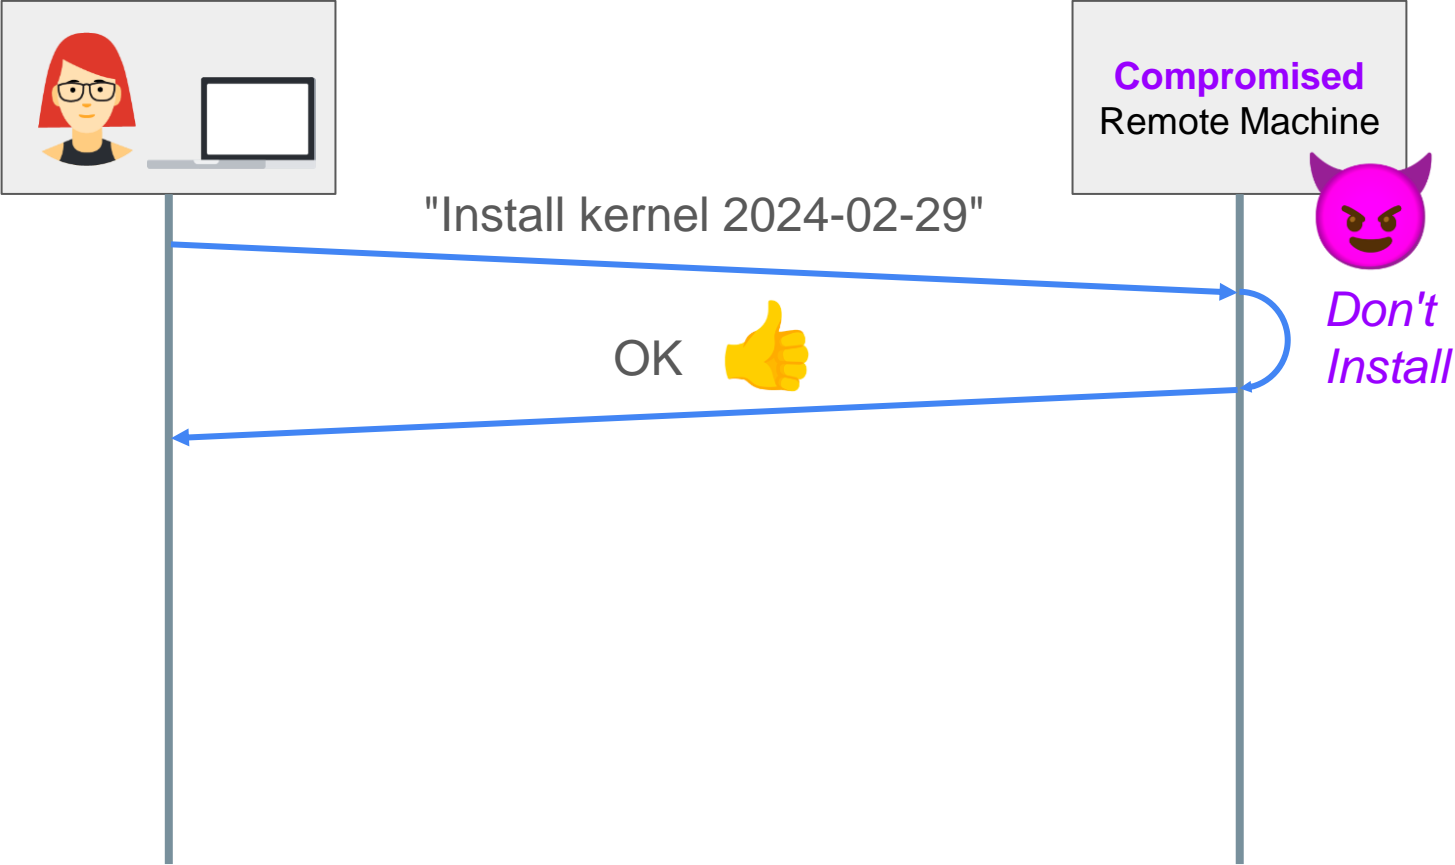 Compromised
Remote Machine
"Install kernel 2024-02-29"
Don't
Install
OK